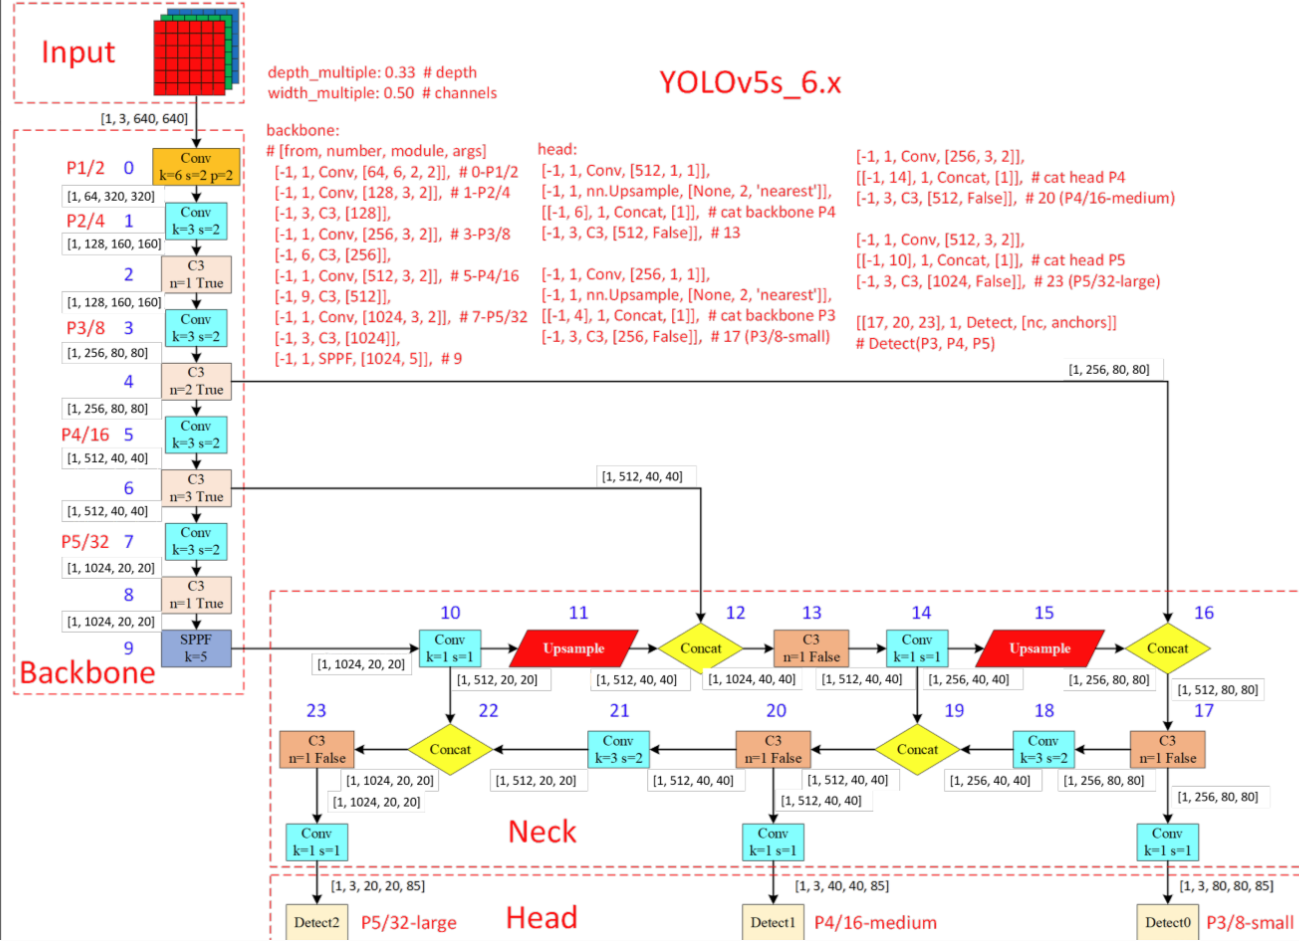 Input
depth_multiple: 0.33 # depth
width_multiple: 0.50 # channels
YOLOv5s_6.x
[1, 3, 640, 640]
backbone:
# [from, number, module, args]
[-1, 1, Conv, [64, 6, 2, 2]], # 0-P1/2
[-1, 1, Conv, [128, 3, 2]], # 1-P2/4
[-1, 3, C3, [128]],
[-1, 1, Conv, [256, 3, 2]], # 3-P3/8
[-1, 6, C3, [256]],
[-1, 1, Conv, [512, 3, 2]], # 5-P4/16
[-1, 9, C3, [512]],
[-1, 1, Conv, [1024, 3, 2]], # 7-P5/32
[-1, 3, C3, [1024]],
[-1, 1, SPPF, [1024, 5]], # 9
head:
[-1, 1, Conv, [512, 1, 1]],
[-1, 1, nn.Upsample, [None, 2, 'nearest']],
[[-1, 6], 1, Concat, [1]], # cat backbone P4
[-1, 3, C3, [512, False]], # 13
[-1, 1, Conv, [256, 1, 1]],
[-1, 1, nn.Upsample, [None, 2, 'nearest']],
[[-1, 4], 1, Concat, [1]], # cat backbone P3
[-1, 3, C3, [256, False]], # 17 (P3/8-small)
[-1, 1, Conv, [256, 3, 2]],
[[-1, 14], 1, Concat, [1]], # cat head P4
[-1, 3, C3, [512, False]], # 20 (P4/16-medium)
[-1, 1, Conv, [512, 3, 2]],
[[-1, 10], 1, Concat, [1]], # cat head P5
[-1, 3, C3, [1024, False]], # 23 (P5/32-large)
[[17, 20, 23], 1, Detect, [nc, anchors]]
# Detect(P3, P4, P5)
P1/2 0
Conv
k=6 s=2 p=2
[1, 64, 320, 320]
P2/4 1
Conv
k=3 s=2
[1, 128, 160, 160]
2
C3
n=1 True
[1, 128, 160, 160]
P3/8 3
Conv
k=3 s=2
[1, 256, 80, 80]
4
C3
n=2 True
[1, 256, 80, 80]
[1, 256, 80, 80]
P4/16 5
Conv
k=3 s=2
[1, 512, 40, 40]
6
C3
n=3 True
[1, 512, 40, 40]
[1, 512, 40, 40]
P5/32 7
Conv
k=3 s=2
[1, 1024, 20, 20]
8
C3
n=1 True
[1, 1024, 20, 20]
9
SPPF
k=5
Backbone
[1, 1024, 20, 20]
10 11 12 13 14 15 16
Conv
k=1 s=1
Upsample
Concat
C3
n=1 False
Conv
k=1 s=1
Upsample
Concat
[1, 512, 20, 20]
[1, 512, 40, 40]
[1, 1024, 40, 40]
[1, 512, 40, 40]
[1, 256, 40, 40]
[1, 256, 80, 80]
[1, 512, 80, 80]
23 22 21 20 19 18 17
C3
n=1 False
Concat
Conv
k=3 s=2
C3
n=1 False
Concat
Conv
k=3 s=2
C3
n=1 False
[1, 1024, 20, 20]
[1, 512, 20, 20]
[1, 512, 40, 40]
[1, 512, 40, 40]
[1, 256, 40, 40]
[1, 256, 80, 80]
[1, 1024, 20, 20]
[1, 512, 40, 40]
[1, 256, 80, 80]
Conv
k=1 s=1
Neck
Conv
k=1 s=1
Conv
k=1 s=1
[1, 3, 20, 20, 85]
[1, 3, 40, 40, 85]
[1, 3, 80, 80, 85]
Detect2
P5/32-large
Head
Detect1
P4/16-medium
Detect0
P3/8-small